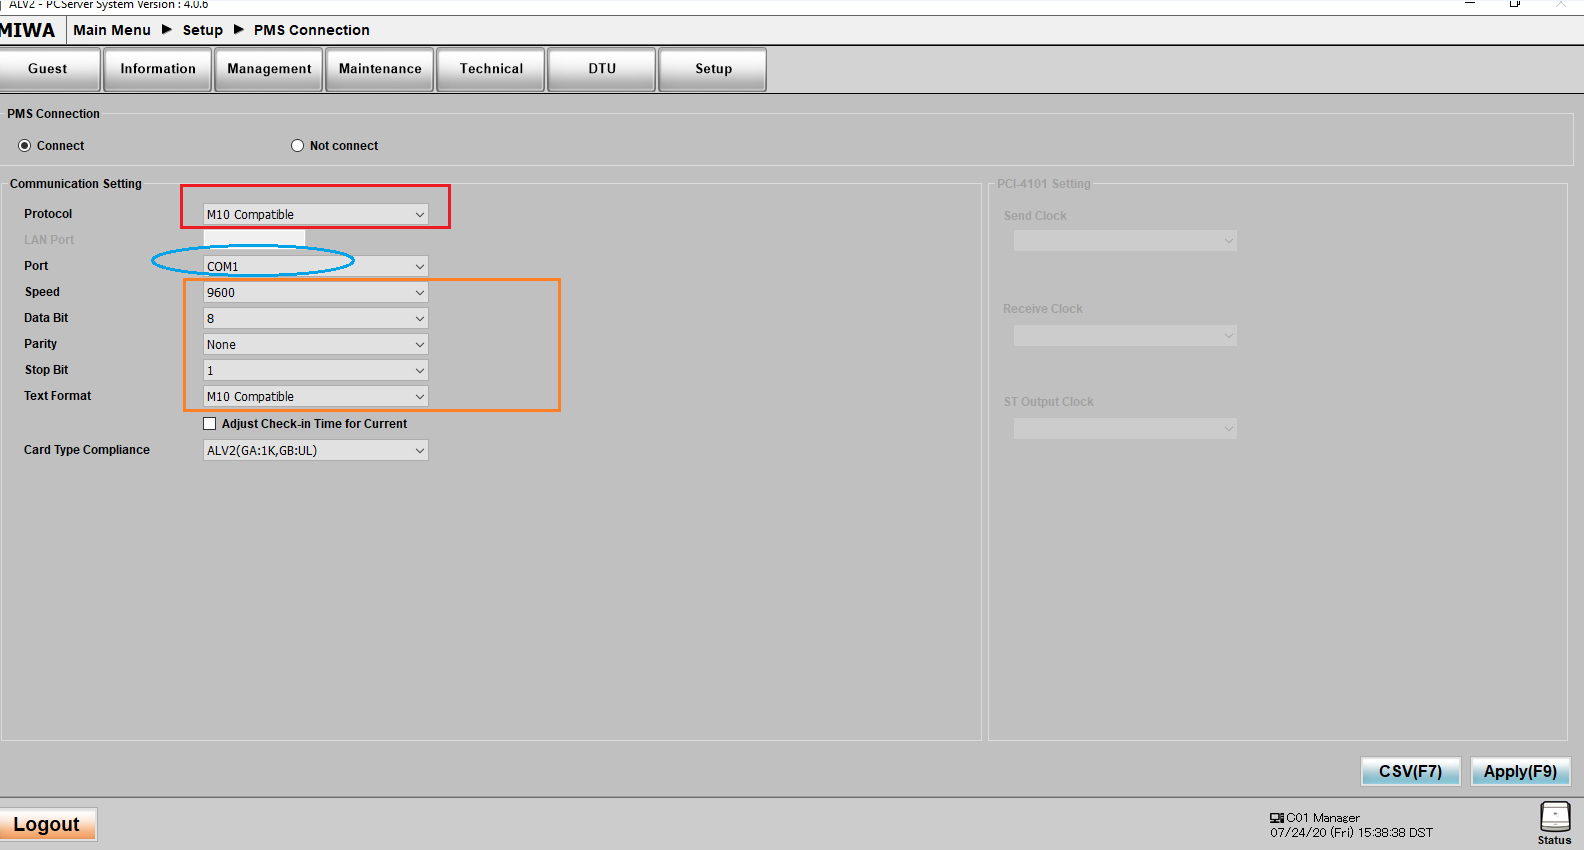 ALV2 - PCServer System Version : 4.0.6
MIWA Main Menu ▶ Setup ▶ PMS Connection
Guest Information Management Maintenance Technical DTU Setup
PMS Connection
Connect Not connect
Communication Setting
Protocol M10 Compatible
LAN Port
Port COM1
Speed 9600
Data Bit 8
Parity None
Stop Bit 1
Text Format M10 Compatible
Adjust Check-in Time for Current
Card Type Compliance ALV2(GA:1K,GB:UL)
PCI-4101 Setting
Send Clock
Receive Clock
ST Output Clock
CSV(F7) Apply(F9)
Logout
C01 Manager
07/24/20 (Fri) 15:38:38 DST
Status